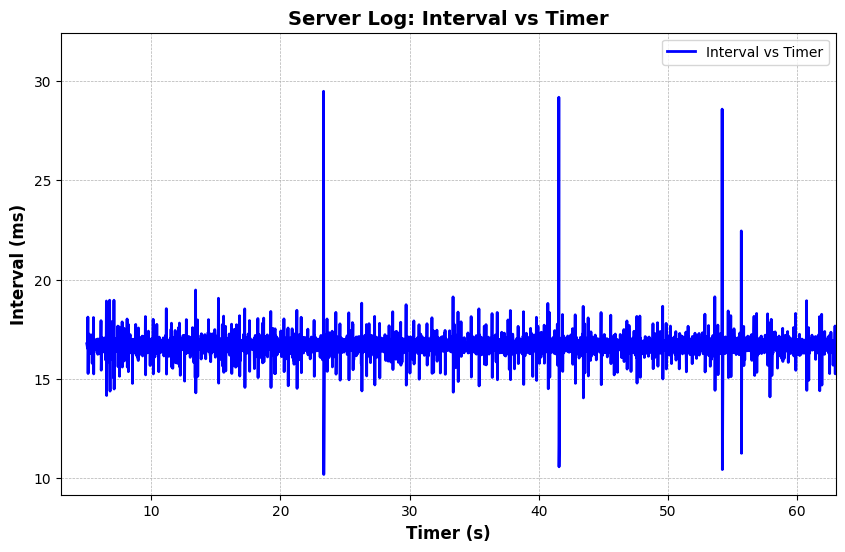 Server Log: Interval vs Timer
Interval vs Timer
30
25
20
15
10
Interval (ms)
10 20 30 40 50 60
Timer (s)